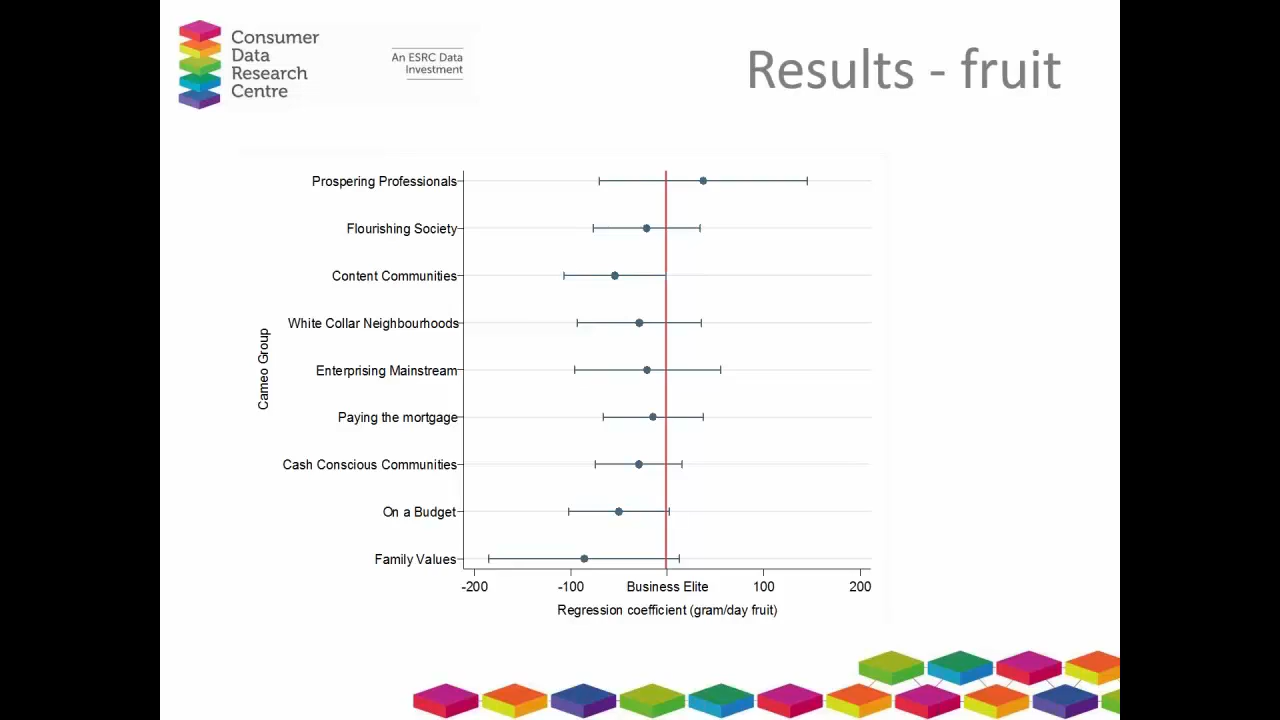 Consumer
Data
Research
Centre
An ESRC Data
Investment
Results - fruit
Prospering Professionals
Flourishing Society
Content Communities
White Collar Neighbourhoods
Enterprising Mainstream
Paying the mortgage
Cash Conscious Communities
On a Budget
Family Values
Cameo Group
-200 -100 Business Elite 100 200
Regression coefficient (gram/day fruit)